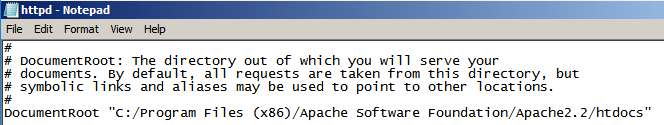 httpd - Notepad
File Edit Format View Help
#
# DocumentRoot: The directory out of which you will serve your
# documents. By default, all requests are taken from this directory, but
# symbolic links and aliases may be used to point to other locations.
#
DocumentRoot "C:/Program Files (x86)/Apache Software Foundation/Apache2.2/htdocs"